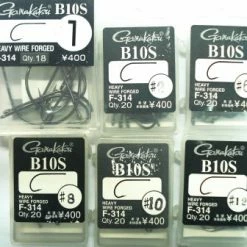 Gamakatsu
1
B10S
HEAVY
WIRE FORGED
F-314
Qty. 18
¥400
Gamakatsu
B10S
HEAVY
WIRE FORGED
F-314
Qty. 20
¥400
Gamakatsu
B10S
HEAVY
WIRE FORGED
F-314
Qty. 20
¥400
Gamakatsu
B10S
#8
HEAVY
WIRE FORGED
F-314
Qty. 20
¥400
Gamakatsu
B10S
#10
HEAVY
WIRE FORGED
F-314
Qty. 20
¥400
Gamakatsu
B10S
HEAVY
WIRE FORGED
F-314
Qty. 20
¥400